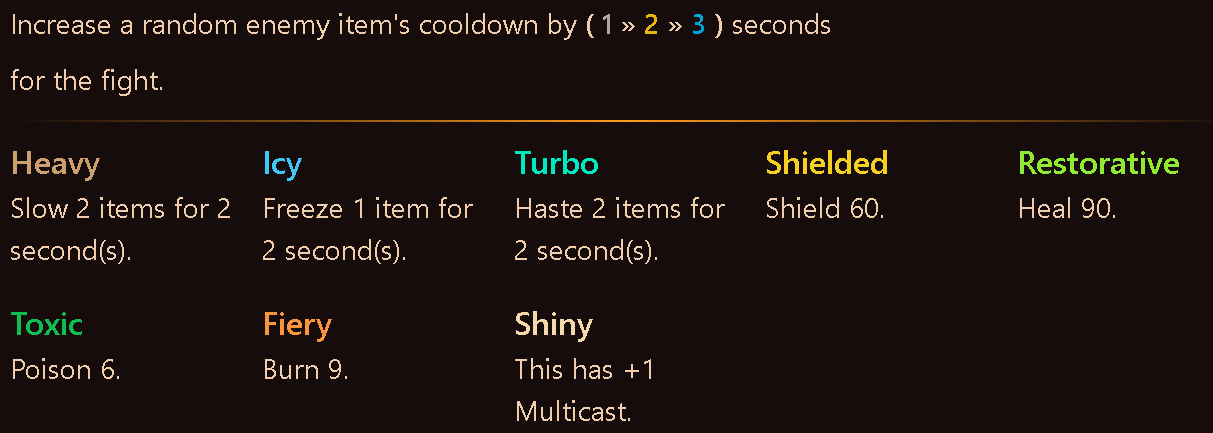 Increase a random enemy item's cooldown by ( 1 » 2 » 3 ) seconds
for the fight.
Heavy
Slow 2 items for 2
second(s).
Icy
Freeze 1 item for
2 second(s).
Turbo
Haste 2 items for
2 second(s).
Shielded
Shield 60.
Restorative
Heal 90.
Toxic
Poison 6.
Fiery
Burn 9.
Shiny
This has +1
Multicast.